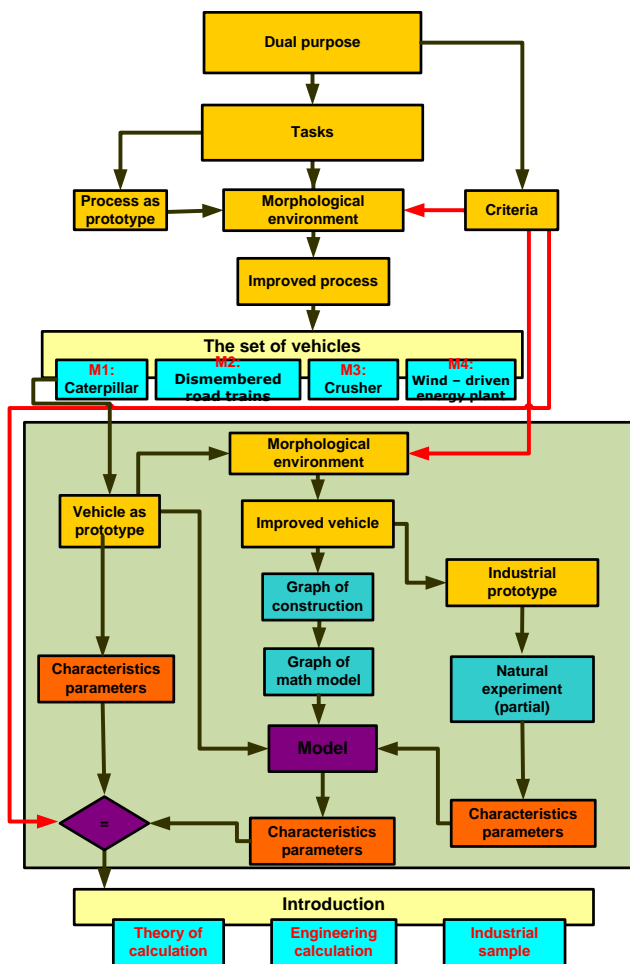 Dual purpose
Tasks
Process as
prototype
Morphological
environment
Criteria
Improved process
The set of vehicles
M1:
Caterpillar
M2:
Dismembered
road trains
M3:
Crusher
M4:
Wind – driven
energy plant
Morphological
environment
Vehicle as
prototype
Improved vehicle
Industrial
prototype
Graph of
construction
Characteristics
parameters
Graph of
math model
Natural
experiment
(partial)
Model
=
Characteristics
parameters
Characteristics
parameters
Introduction
Theory of
calculation
Engineering
calculation
Industrial
sample